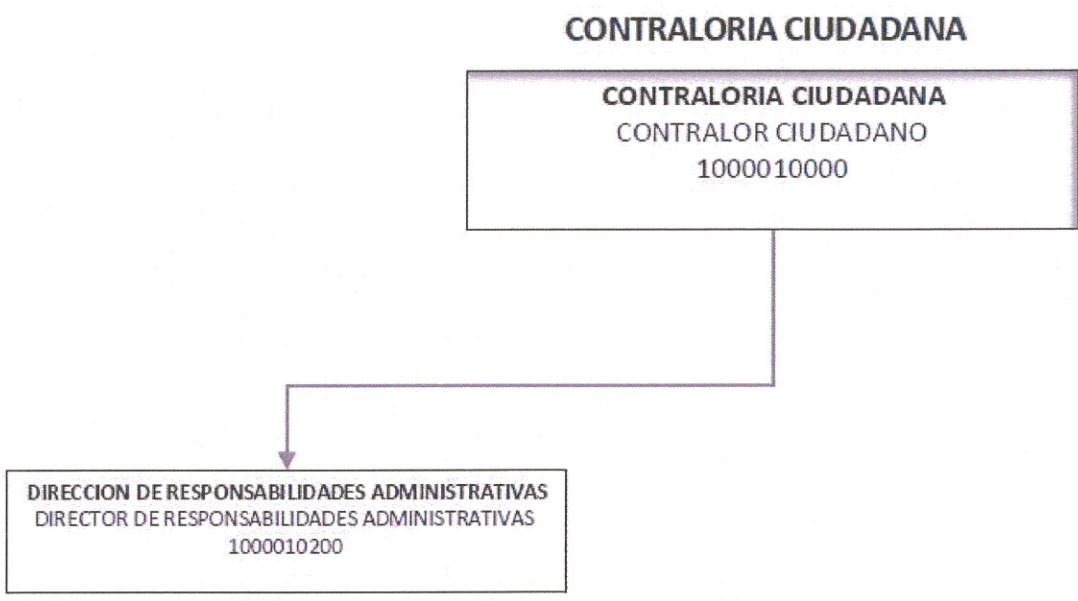 CONTRALORIA CIUDADANA
CONTRALORIA CIUDADANA
CONTRALOR CIUDADANO
1000010000
DIRECCION DE RESPONSABILIDADES ADMINISTRATIVAS
DIRECTOR DE RESPONSABILIDADES ADMINISTRATIVAS
1000010200